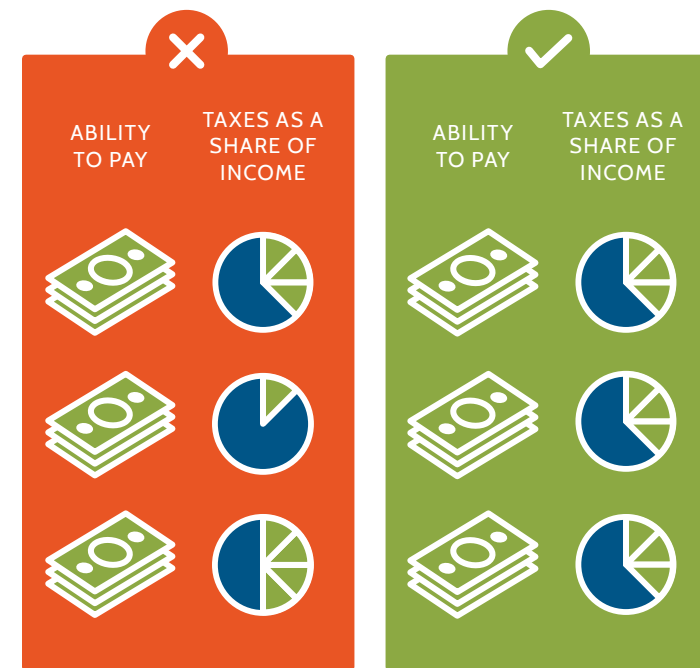 ABILITY
TO PAY
TAXES AS A
SHARE OF
INCOME
ABILITY
TO PAY
TAXES AS A
SHARE OF
INCOME